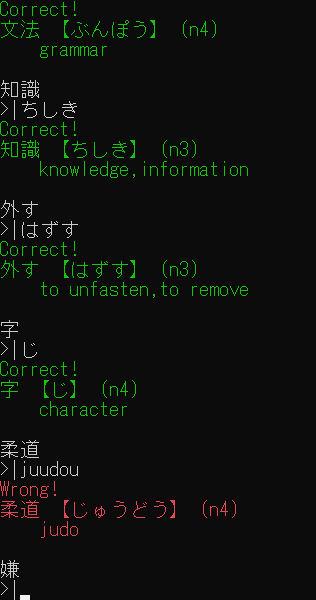 Correct!
文法 【ぶんぽう】 (n4)
grammar
知識
>|ちしき
Correct!
知識 【ちしき】 (n3)
knowledge,information
外す
>|はずす
Correct!
外す 【はずす】 (n3)
to unfasten,to remove
字
>|じ
Correct!
字 【じ】 (n4)
character
柔道
>|juudou
Wrong!
柔道 【じゅうどう】 (n4)
judo
嫌
>|